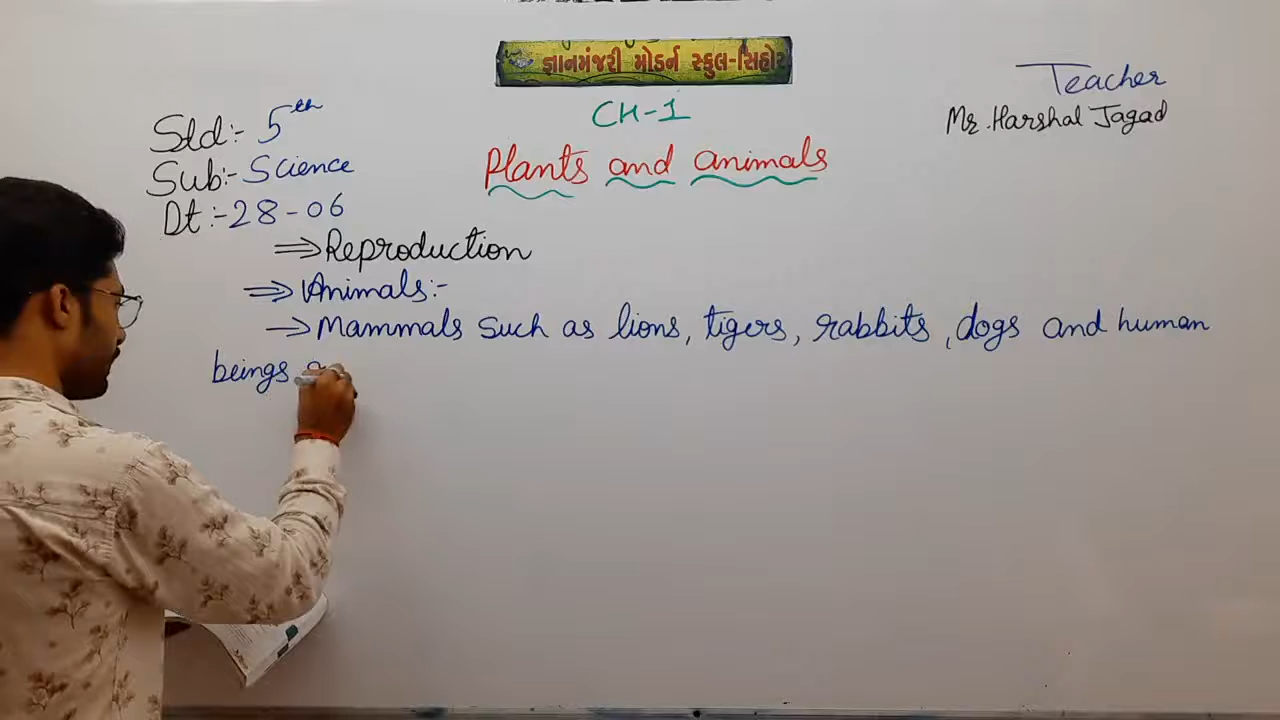 જ્ઞાનમંજરી મોડર્ન સ્કુલ-સિહોર
CH-1
Plants and animals
Teacher
Mr. Harshal Jagad
Std:- 5th
Sub:- Science
Dt:- 28-06
⇒ Reproduction
⇒ Animals:-
→ Mammals such as lions, tigers, rabbits, dogs and human
beings